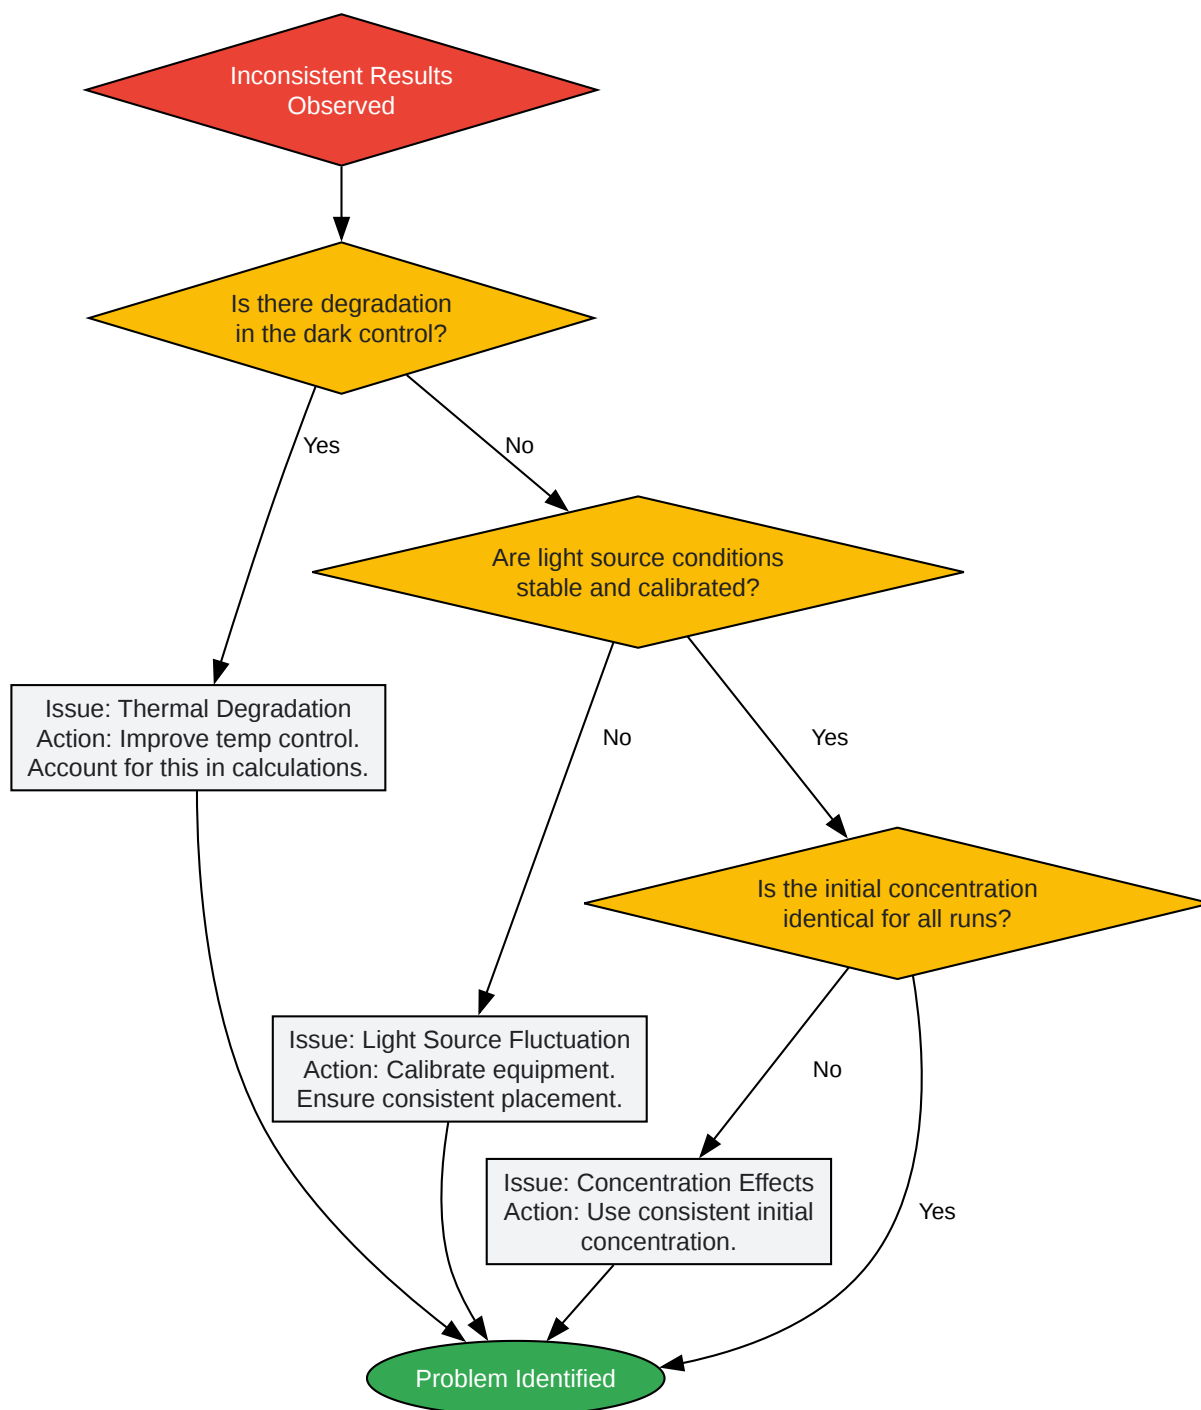 Inconsistent Results
Observed
Is there degradation
in the dark control?
Yes
No
Are light source conditions
stable and calibrated?
Issue: Thermal Degradation
Action: Improve temp control.
Account for this in calculations.
No
Yes
Is the initial concentration
identical for all runs?
Issue: Light Source Fluctuation
Action: Calibrate equipment.
Ensure consistent placement.
No
Issue: Concentration Effects
Action: Use consistent initial
concentration.
Yes
Problem Identified